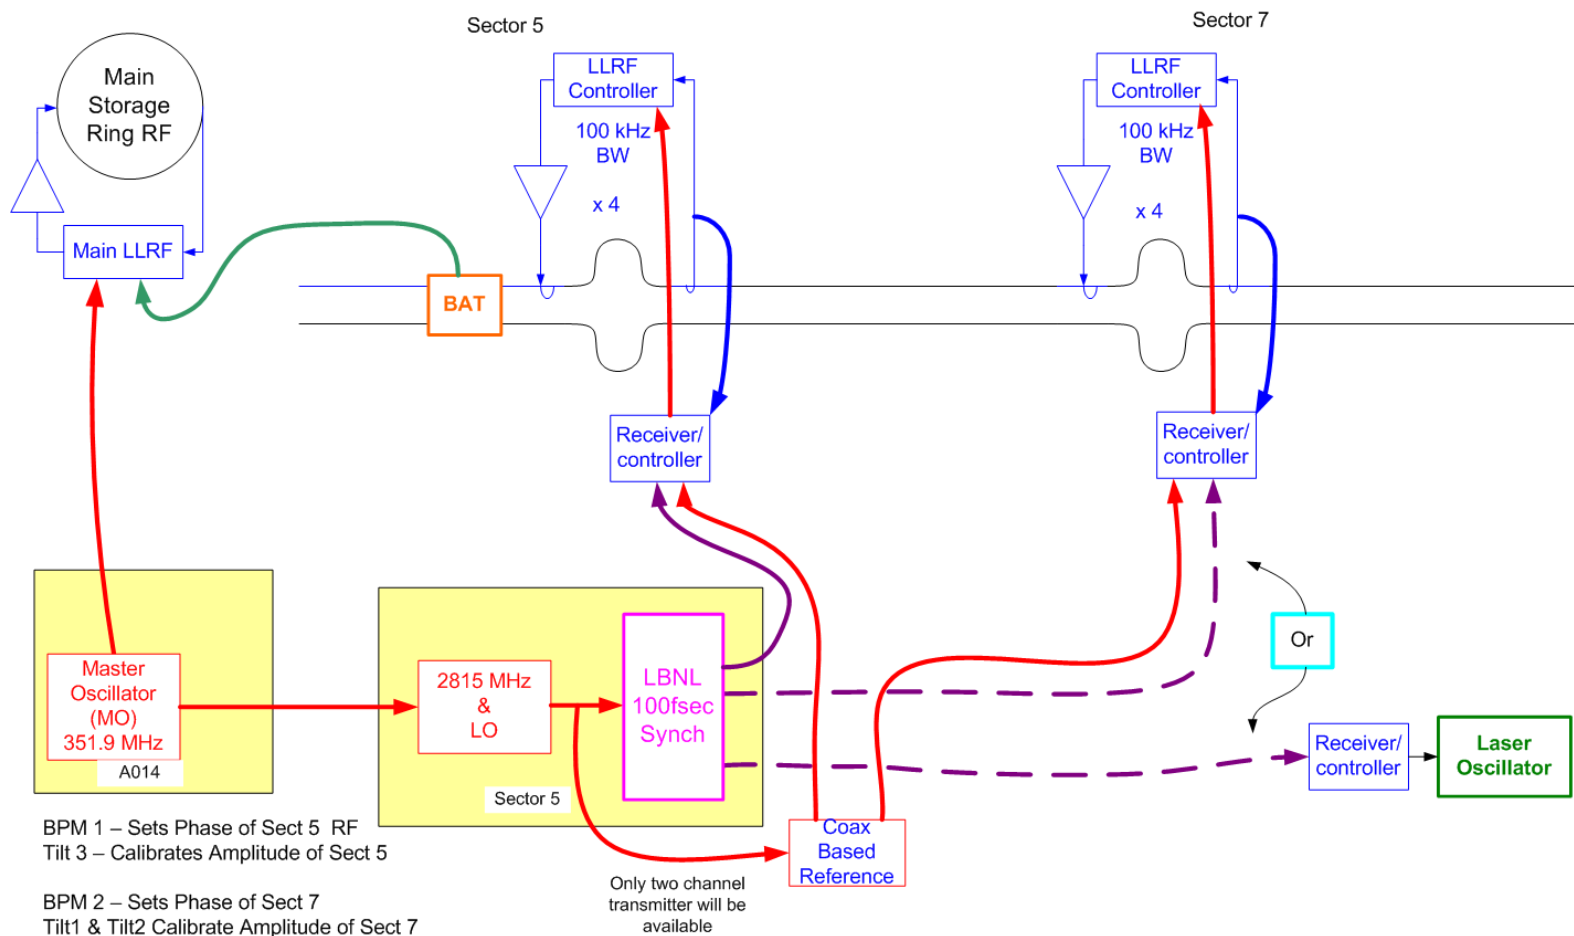 Sector 5
Sector 7
Main
Storage
Ring RF
LLRF
Controller
100 kHz
BW
x 4
LLRF
Controller
100 kHz
BW
x 4
Main LLRF
BAT
Receiver/
controller
Receiver/
controller
Master
Oscillator
(MO)
351.9 MHz
A014
2815 MHz
&
LO
LBNL
100fsec
Synch
Sector 5
Or
Receiver/
controller
Laser
Oscillator
Coax
Based
Reference
Only two channel
transmitter will be
available
BPM 1 – Sets Phase of Sect 5  RF
Tilt 3 – Calibrates Amplitude of Sect 5
BPM 2 – Sets Phase of Sect 7
Tilt1 & Tilt2 Calibrate Amplitude of Sect 7